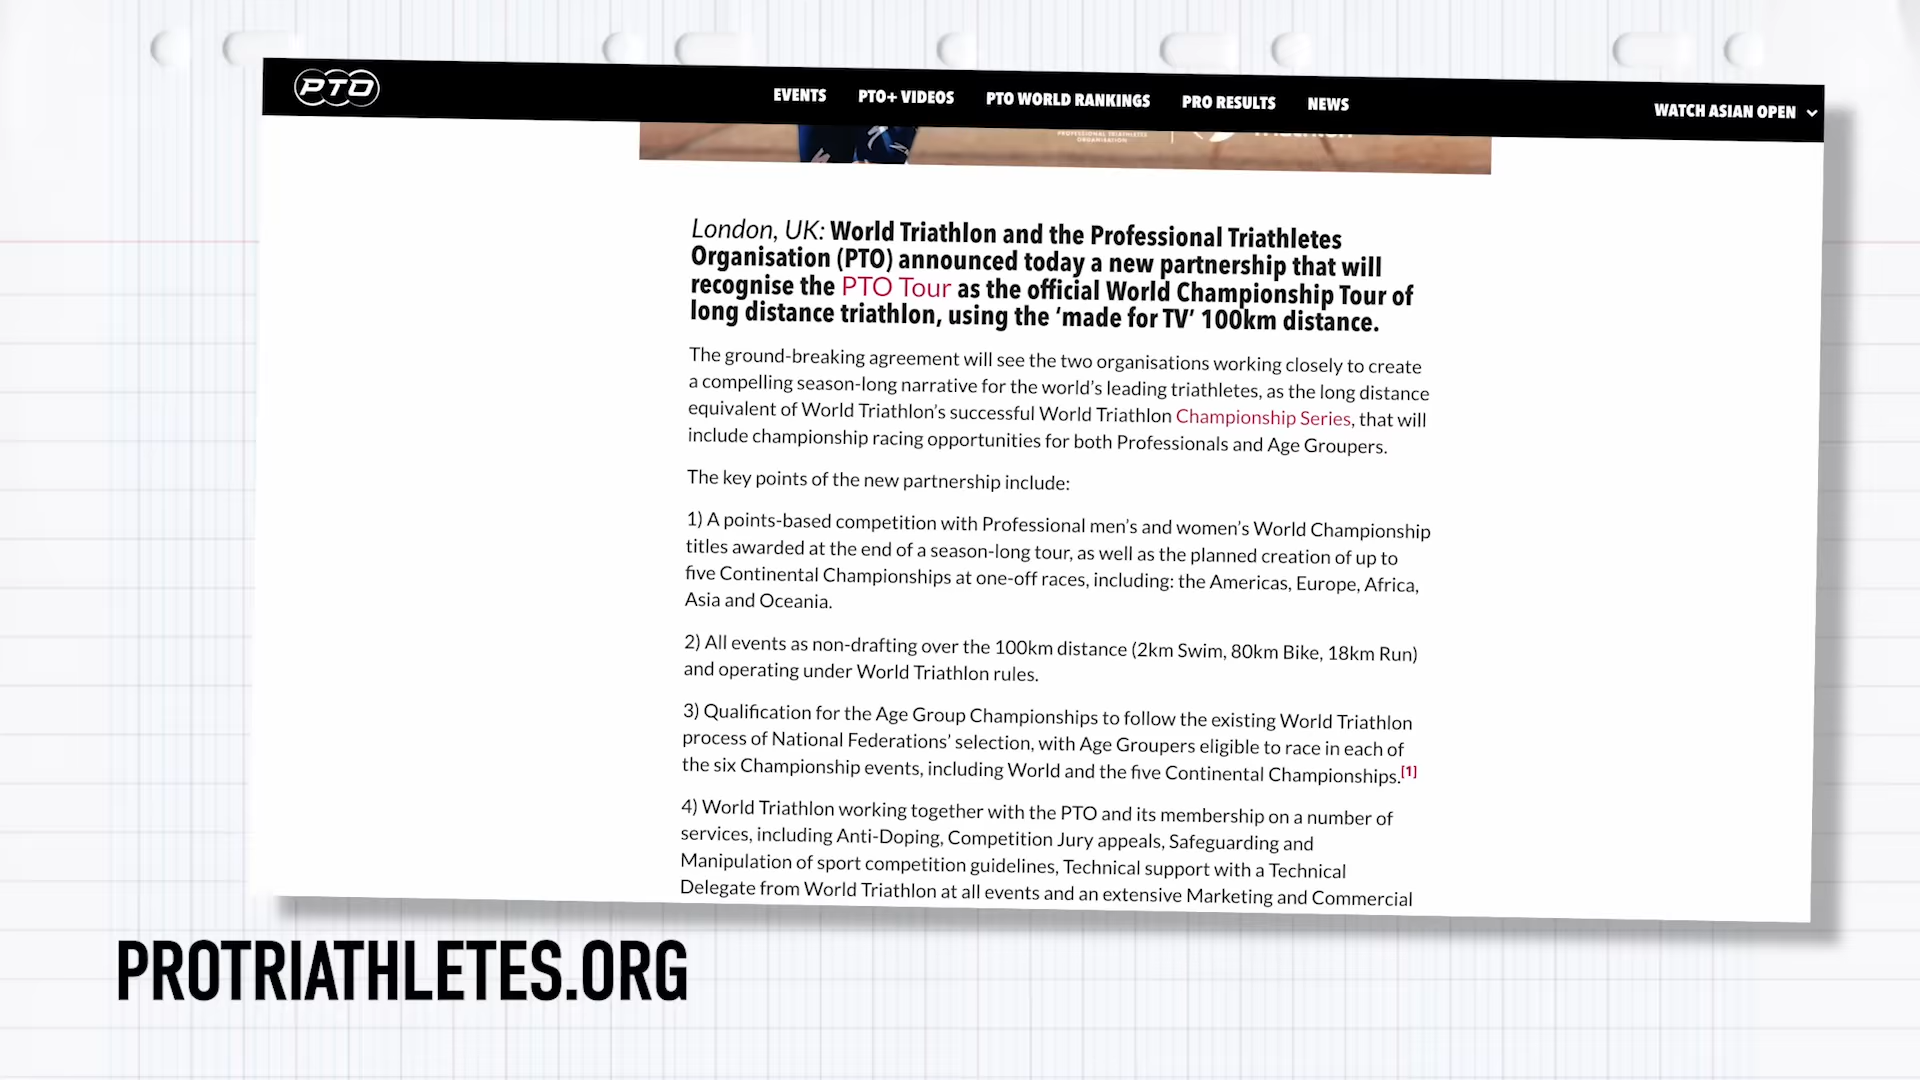 PTO
EVENTS
PTO+ VIDEOS
PTO WORLD RANKINGS
PRO RESULTS
NEWS
WATCH ASIAN OPEN
PROFESSIONAL TRIATHLETES
ORGANISATION
London, UK: World Triathlon and the Professional Triathletes
Organisation (PTO) announced today a new partnership that will
recognise the PTO Tour as the official World Championship Tour of
long distance triathlon, using the ‘made for TV’ 100km distance.
The ground-breaking agreement will see the two organisations working closely to create
a compelling season-long narrative for the world’s leading triathletes, as the long distance
equivalent of World Triathlon’s successful World Triathlon Championship Series, that will
include championship racing opportunities for both Professionals and Age Groupers.
The key points of the new partnership include:
1) A points-based competition with Professional men’s and women’s World Championship
titles awarded at the end of a season-long tour, as well as the planned creation of up to
five Continental Championships at one-off races, including: the Americas, Europe, Africa,
Asia and Oceania.
2) All events as non-drafting over the 100km distance (2km Swim, 80km Bike, 18km Run)
and operating under World Triathlon rules.
3) Qualification for the Age Group Championships to follow the existing World Triathlon
process of National Federations’ selection, with Age Groupers eligible to race in each of
the six Championship events, including World and the five Continental Championships.[1]
4) World Triathlon working together with the PTO and its membership on a number of
services, including Anti-Doping, Competition Jury appeals, Safeguarding and
Manipulation of sport competition guidelines, Technical support with a Technical
Delegate from World Triathlon at all events and an extensive Marketing and Commercial
PROTRIATHLETES.ORG